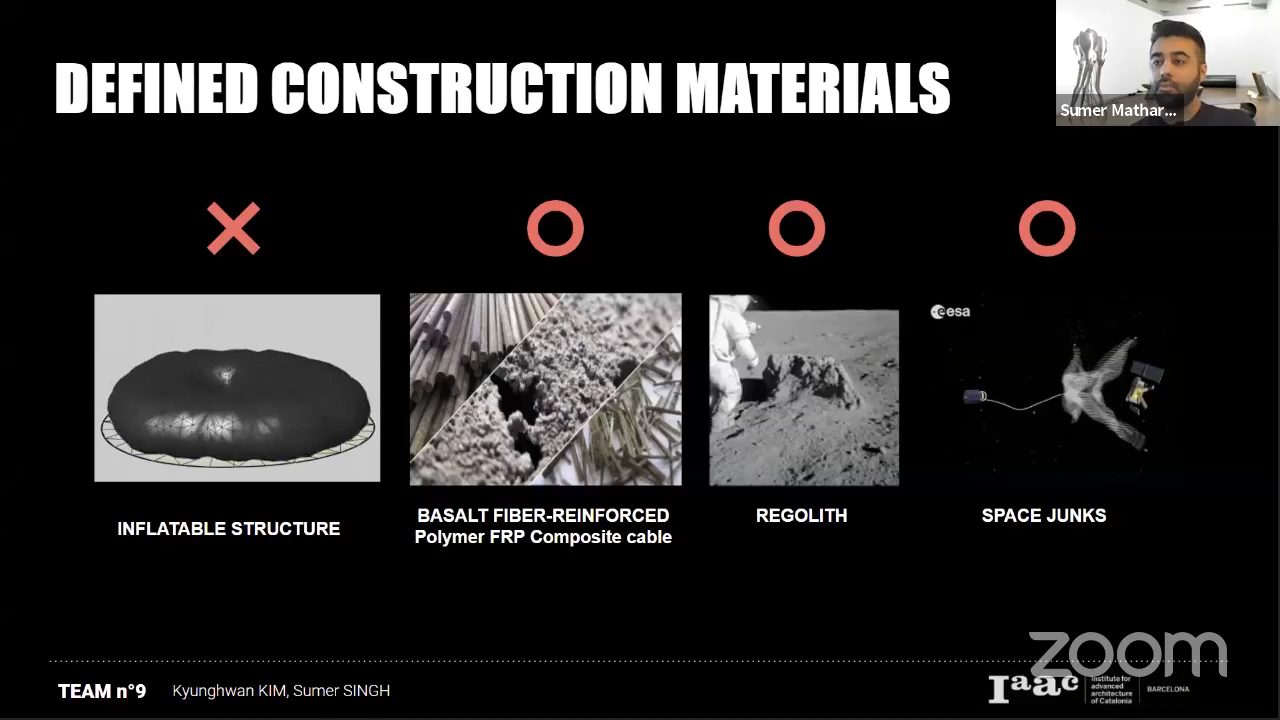 DEFINED CONSTRUCTION MATERIALS
Sumer Mathar...
esa
INFLATABLE STRUCTURE
BASALT FIBER-REINFORCED
Polymer FRP Composite cable
REGOLITH
SPACE JUNKS
zoom
TEAM n°9
Kyunghwan KIM, Sumer SINGH
Iaac
Institute for
advanced
architecture
of Catalonia
BARCELONA